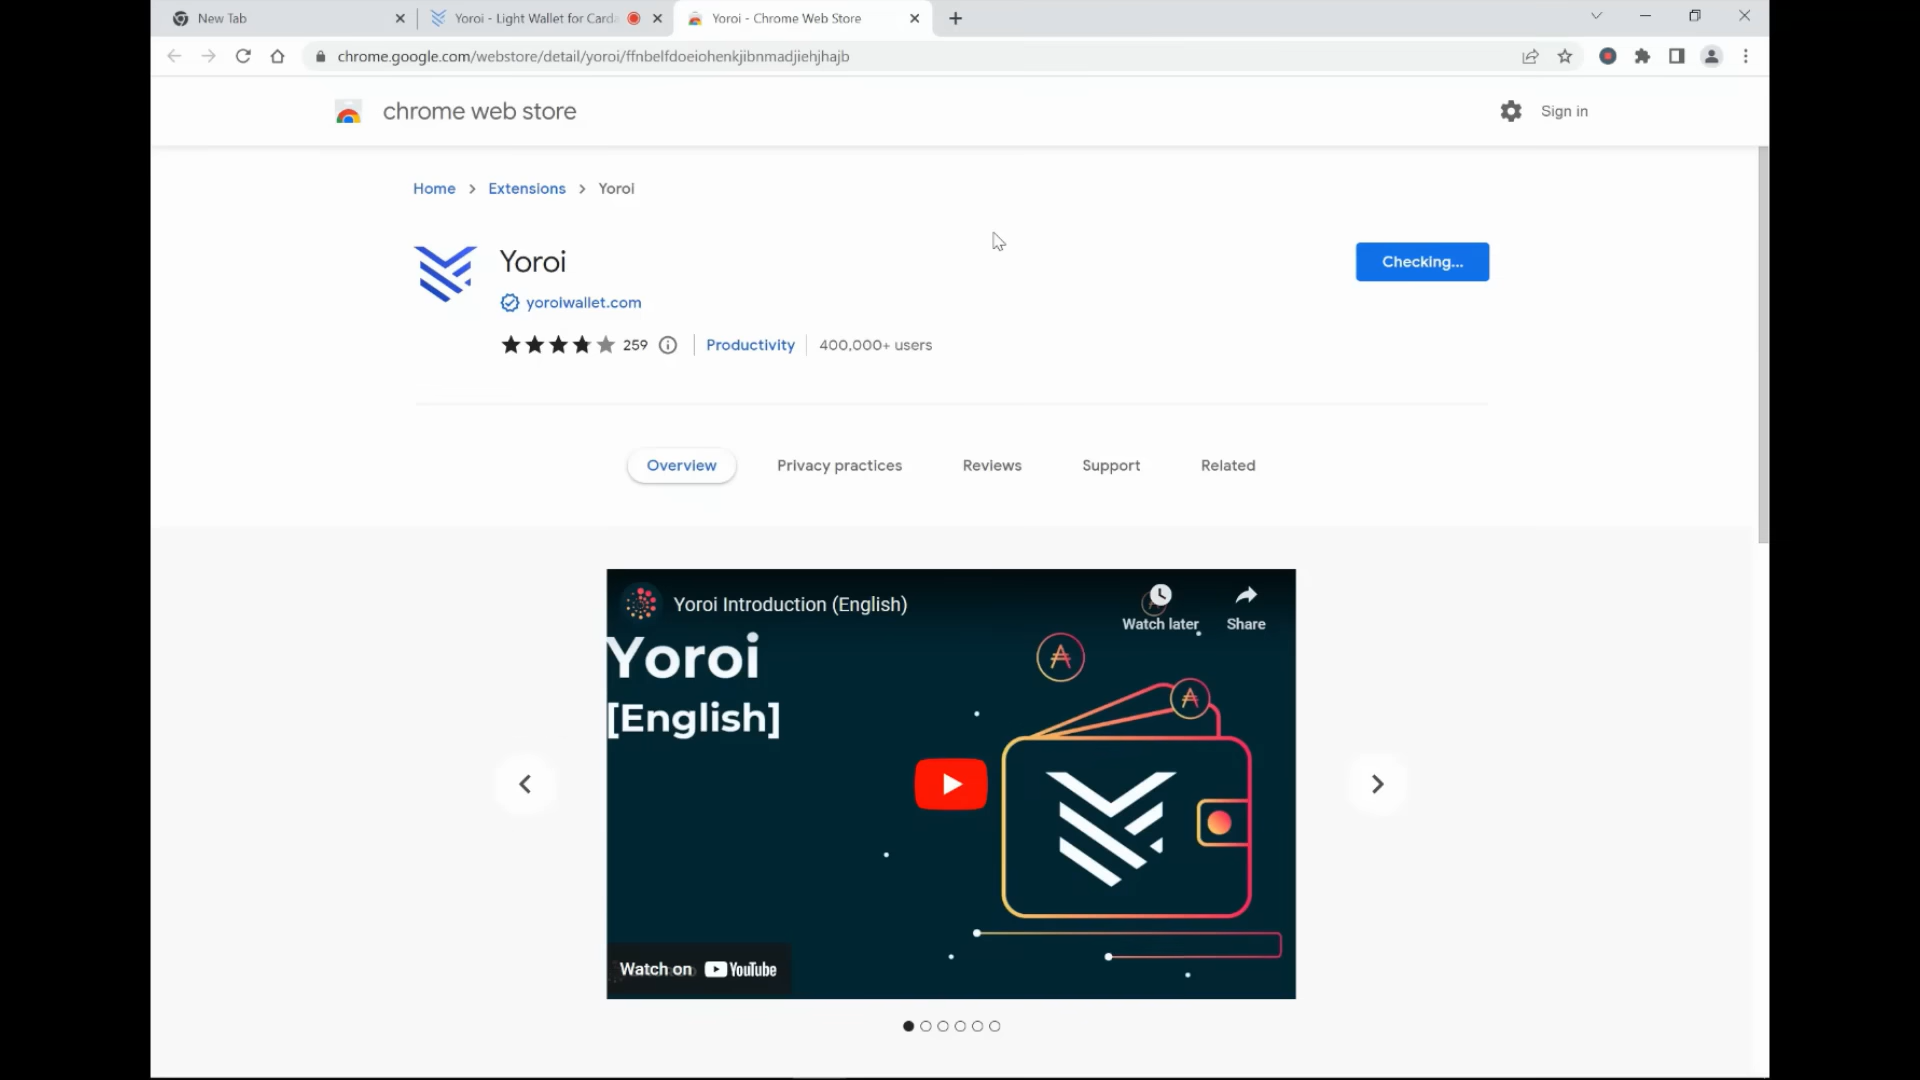 New Tab
Yoroi - Light Wallet for Carda
Yoroi - Chrome Web Store
chrome.google.com/webstore/detail/yoroi/ffnbelfdoeiohenkjibnmadjiehjhajb
chrome web store
Sign in
Home > Extensions > Yoroi
Yoroi
Checking...
yoroiwallet.com
259
Productivity
400,000+ users
Overview
Privacy practices
Reviews
Support
Related
Yoroi Introduction (English)
Watch later
Share
Yoroi
[English]
Watch on YouTube